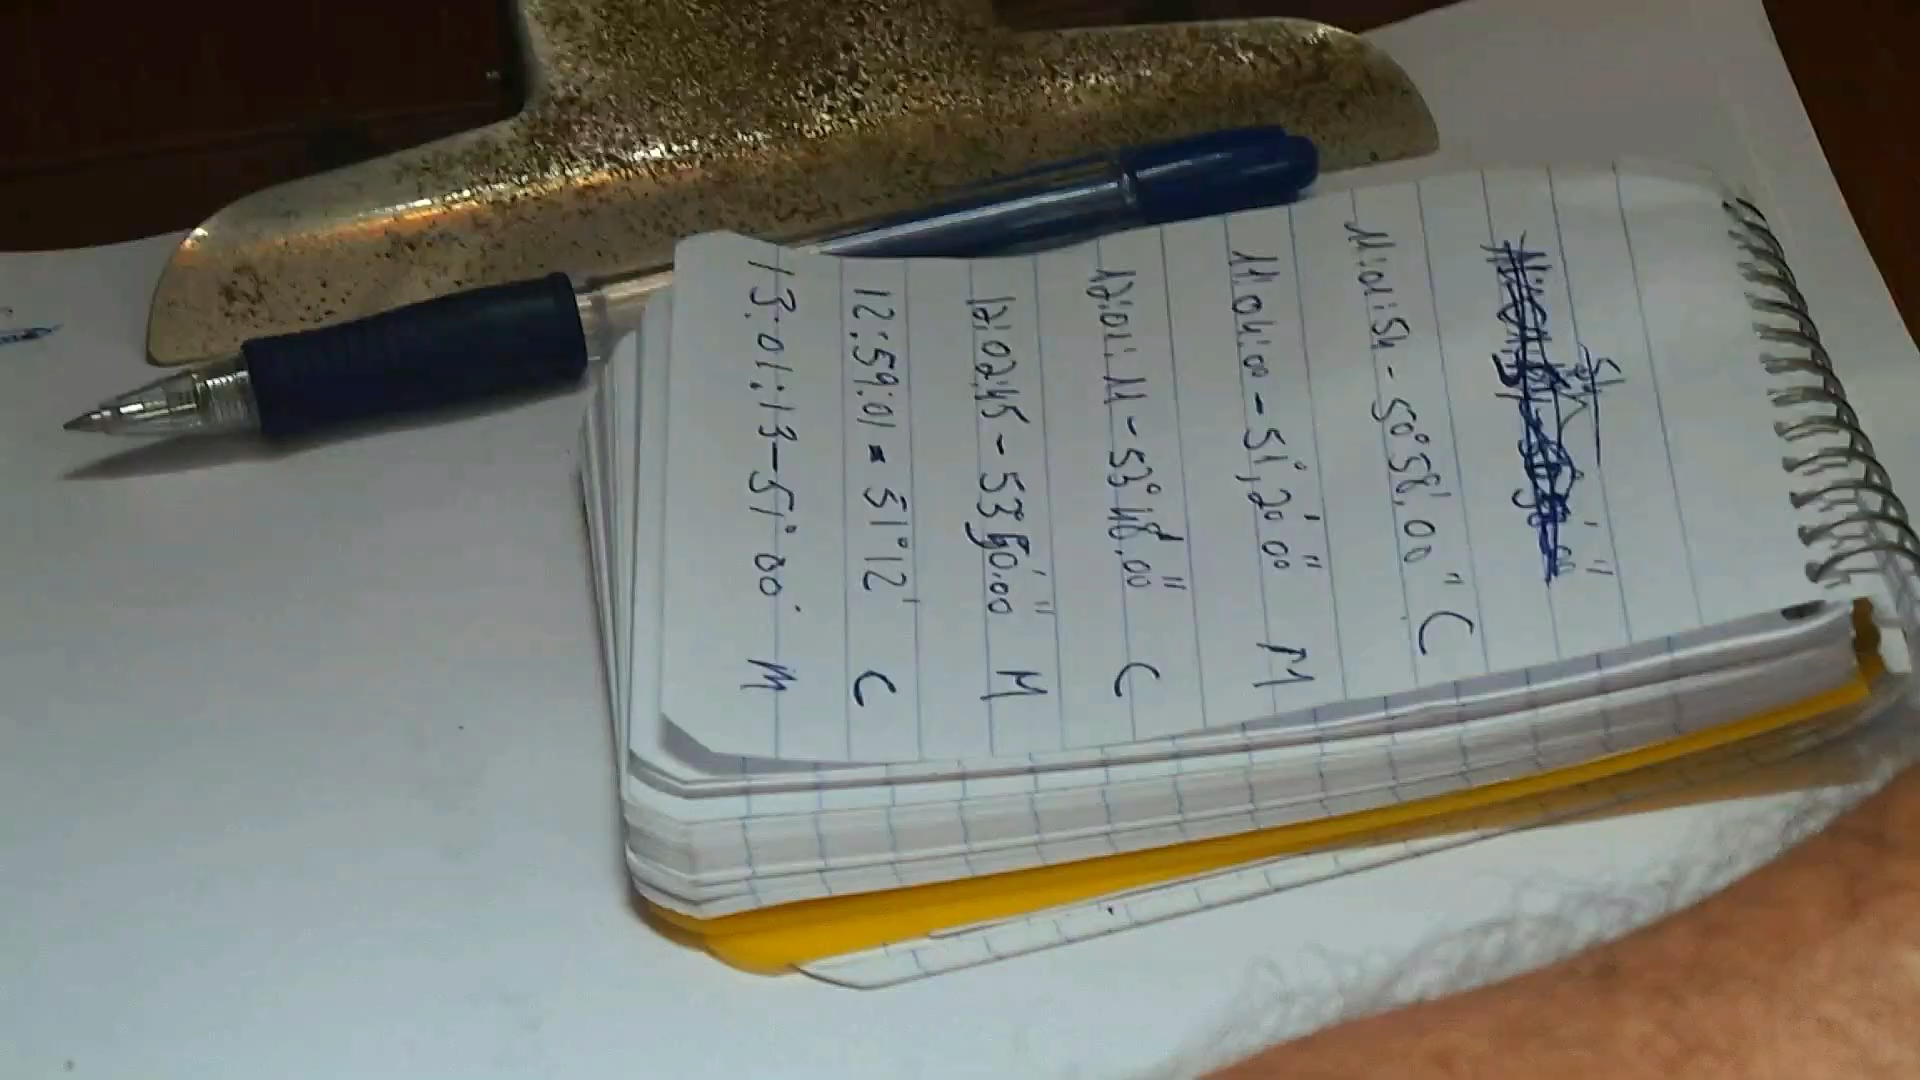 11:01:54 - 50°58'.00" C
11:04:00 - 51°,20'00" M
12:01:11 - 53°48'.00" C
12:02:45 - 53°50'.00" M
12:59:01 = 51°12' C
13:01:13 - 51°00' M